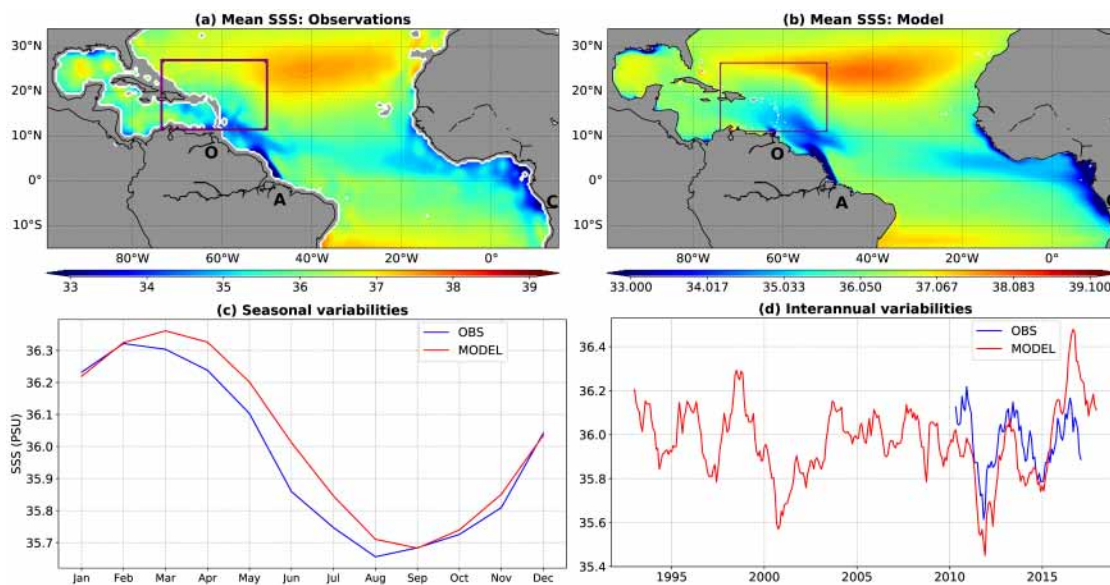 (a) Mean SSS: Observations
(b) Mean SSS: Model
30°N
20°N
10°N
0°
10°S
O
A
C
80°W
60°W
40°W
20°W
0°
33
34
35
36
37
38
39
30°N
20°N
10°N
0°
10°S
O
A
80°W
60°W
40°W
20°W
0°
33.000
34.017
35.033
36.050
37.067
38.083
39.100
(c) Seasonal variabilities
OBS
MODEL
SSS (PSU)
36.3
36.2
36.1
36.0
35.9
35.8
35.7
Jan
Feb
Mar
Apr
May
Jun
Jul
Aug
Sep
Oct
Nov
Dec
(d) Interannual variabilities
OBS
MODEL
36.4
36.2
36.0
35.8
35.6
35.4
1995
2000
2005
2010
2015